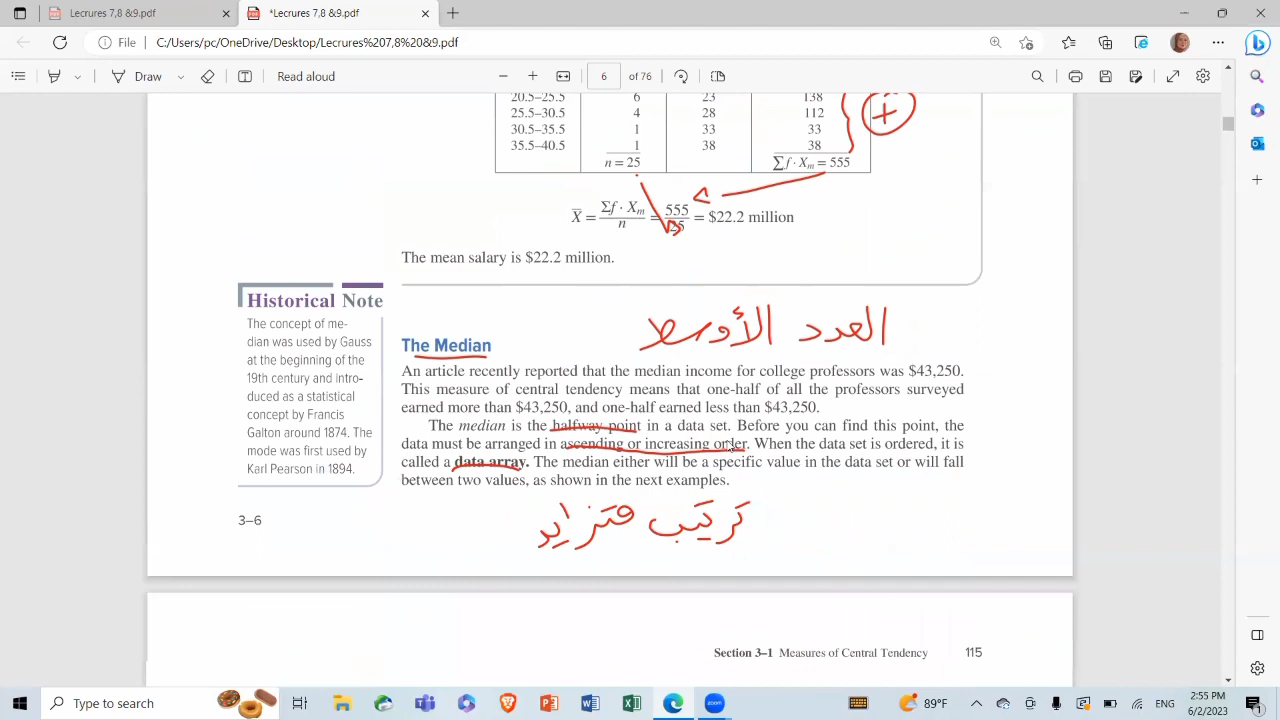 Lecrures 7,8 &9.pdf
*Lecrures 7,8 &9.pdf
File
C:/Users/pc/OneDrive/Desktop/Lecrures%207,8%20&9.pdf
Draw
Read aloud
6 of 76
20.5–25.5 6 23 138
25.5–30.5 4 28 112
30.5–35.5 1 33 33
35.5–40.5 1 38 38
+
n = 25 ∑f · Xm = 555
X̄ = Σf · Xm / n = 555 / 25 = $22.2 million
The mean salary is $22.2 million.
Historical Note
The concept of me-
dian was used by Gauss
at the beginning of the
19th century and intro-
duced as a statistical
concept by Francis
Galton around 1874. The
mode was first used by
Karl Pearson in 1894.
3–6
العدد الأوسط
The Median
An article recently reported that the median income for college professors was $43,250.
This measure of central tendency means that one-half of all the professors surveyed
earned more than $43,250, and one-half earned less than $43,250.
The median is the halfway point in a data set. Before you can find this point, the
data must be arranged in ascending or increasing order. When the data set is ordered, it is
called a data array. The median either will be a specific value in the data set or will fall
between two values, as shown in the next examples.
تركيب متزايد
Section 3–1 Measures of Central Tendency 115
Type to search
zoom
89°F
ENG
2:55 PM
6/2/2023